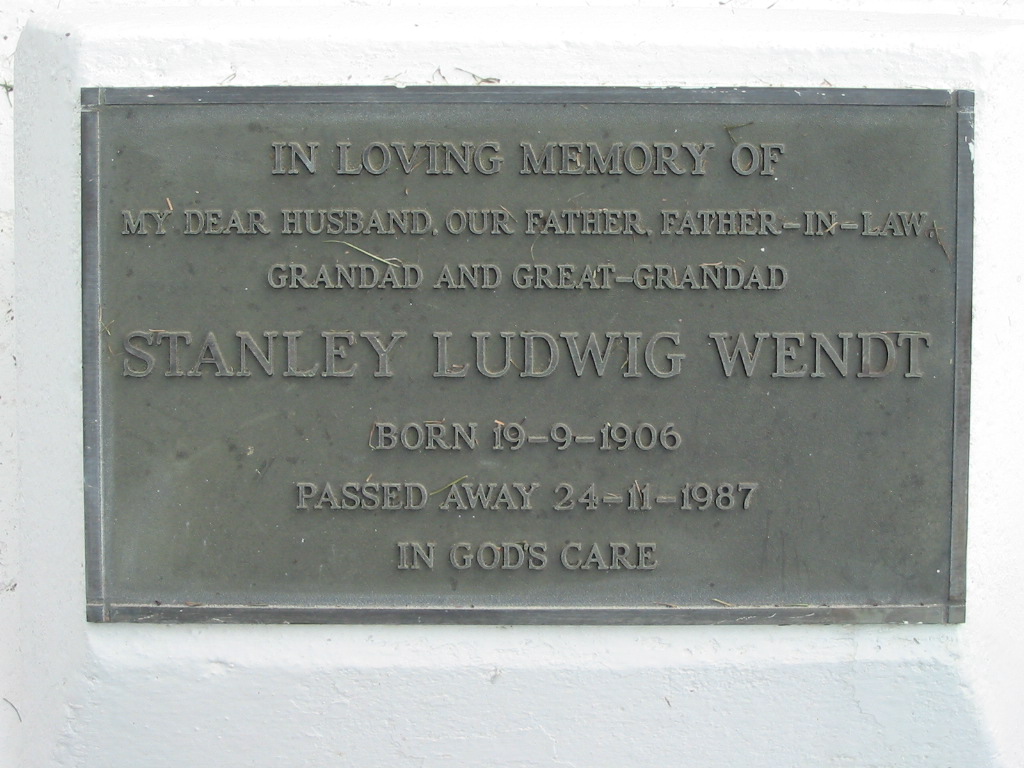 IN LOVING MEMORY OF
MY DEAR HUSBAND, OUR FATHER, FATHER-IN-LAW,
GRANDAD AND GREAT-GRANDAD
STANLEY LUDWIG WENDT
BORN 19-9-1906
PASSED AWAY 24-11-1987
IN GOD'S CARE